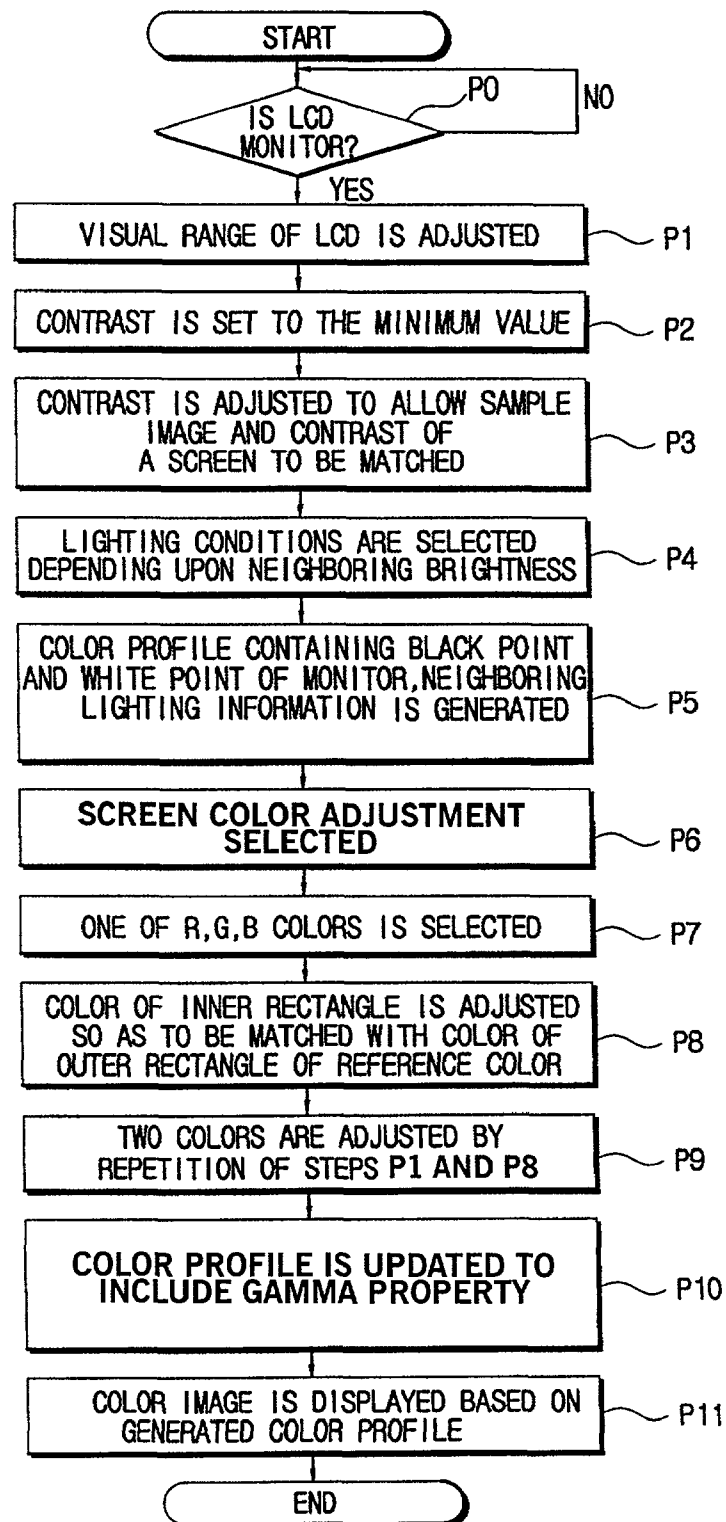 START
P0
NO
IS LCD
MONITOR?
YES
VISUAL RANGE OF LCD IS ADJUSTED
P1
CONTRAST IS SET TO THE MINIMUM VALUE
P2
CONTRAST IS ADJUSTED TO ALLOW SAMPLE
IMAGE AND CONTRAST OF
A SCREEN TO BE MATCHED
P3
LIGHTING CONDITIONS ARE SELECTED
DEPENDING UPON NEIGHBORING BRIGHTNESS
P4
COLOR PROFILE CONTAINING BLACK POINT
AND WHITE POINT OF MONITOR,NEIGHBORING
LIGHTING INFORMATION IS GENERATED
P5
SCREEN COLOR ADJUSTMENT
SELECTED
P6
ONE OF R,G,B COLORS IS SELECTED
P7
COLOR OF INNER RECTANGLE IS ADJUSTED
SO AS TO BE MATCHED WITH COLOR OF
OUTER RECTANGLE OF REFERENCE COLOR
P8
TWO COLORS ARE ADJUSTED BY
REPETITION OF STEPS P1 AND P8
P9
COLOR PROFILE IS UPDATED TO
INCLUDE GAMMA PROPERTY
P10
COLOR IMAGE IS DISPLAYED BASED ON
GENERATED COLOR PROFILE
P11
END